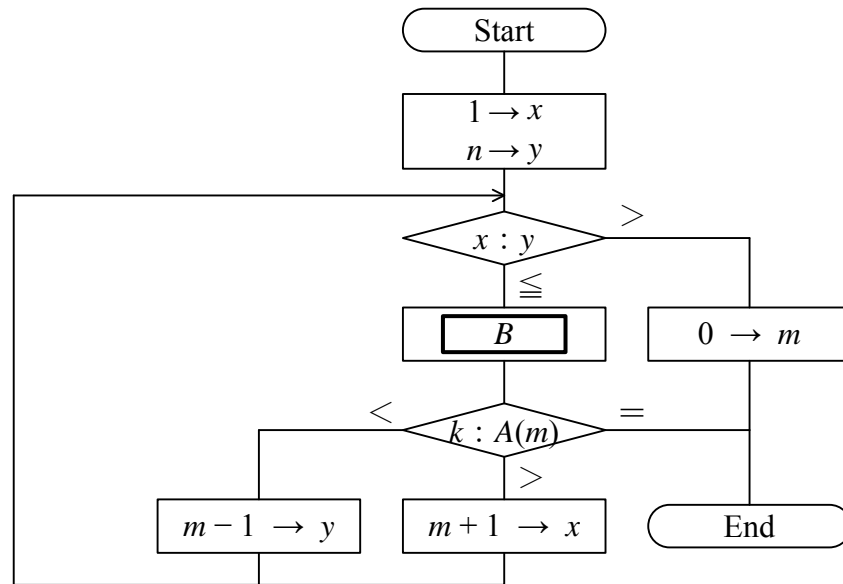 Start
1 → x
n → y
>
x : y
≦
B
0 → m
<
k : A(m)
=
>
m − 1 → y
m + 1 → x
End